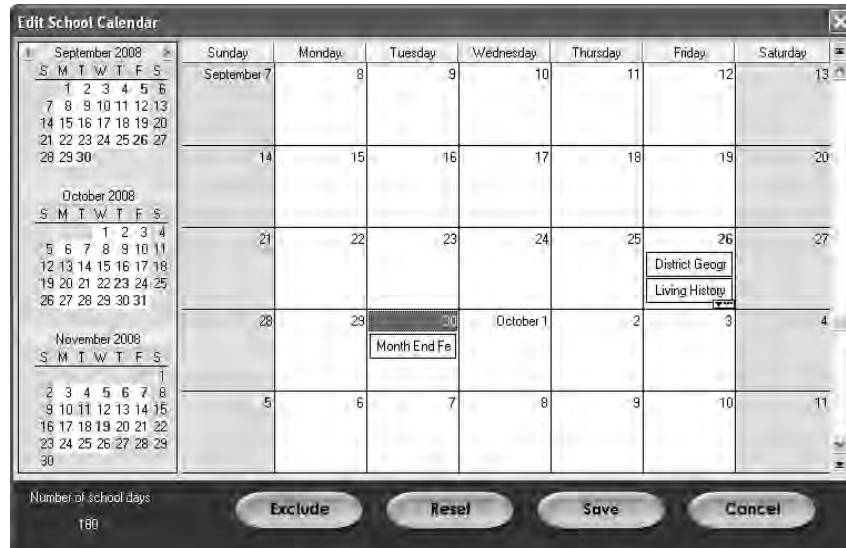 Edit School Calendar
September 2008
S M T W T F S
1 2 3 4 5 6
7 8 9 10 11 12 13
14 15 16 17 18 19 20
21 22 23 24 25 26 27
28 29 30
October 2008
S M T W T F S
1 2 3 4
5 6 7 8 9 10 11
12 13 14 15 16 17 18
19 20 21 22 23 24 25
26 27 28 29 30 31
November 2008
S M T W T F S
1
2 3 4 5 6 7 8
9 10 11 12 13 14 15
16 17 18 19 20 21 22
23 24 25 26 27 28 29
30
Sunday Monday Tuesday Wednesday Thursday Friday Saturday
September 7 8 9 10 11 12 13
14 15 16 17 18 19 20
21 22 23 24 25 26 27
District Geogr
Living History
28 29 30 October 1 2 3 4
Month End Fe
5 6 7 8 9 10 11
Number of school days
180
Exclude Reset Save Cancel